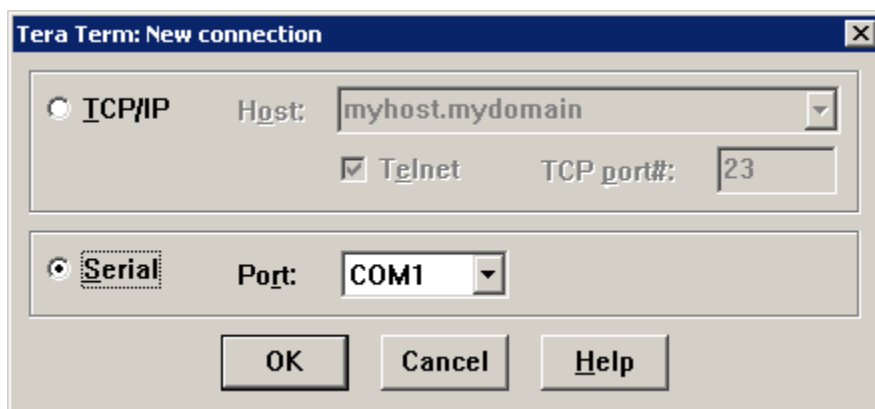 Tera Term: New connection
TCP/IP Host: myhost.mydomain
Telnet TCP port#: 23
Serial Port: COM1
OK Cancel Help